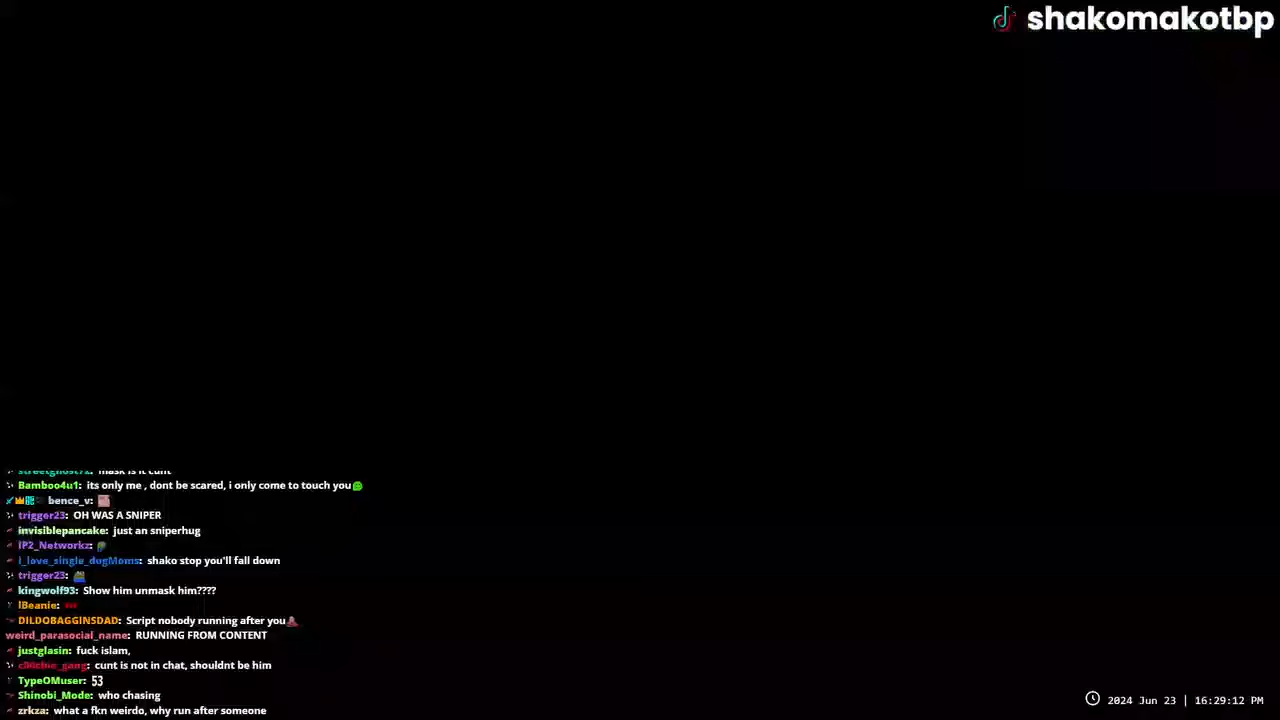 shakomakotbp
streetghost72: mask is it cunt
Bamboo4u1: its only me , dont be scared, i only come to touch you
bence_v:
trigger23: OH WAS A SNIPER
invisiblepancake: just an sniperhug
IP2_Networkz:
I_love_single_dogMoms: shako stop you'll fall down
trigger23:
kingwolf93: Show him unmask him????
lBeanie:
DILDOBAGGINSDAD: Script nobody running after you
weird_parasocial_name: RUNNING FROM CONTENT
justglasin: fuck islam,
cunt is not in chat, shouldnt be him
TypeOMuser: 53
Shinobi_Mode: who chasing
zrkza: what a fkn weirdo, why run after someone
2024 Jun 23 | 16:29:12 PM